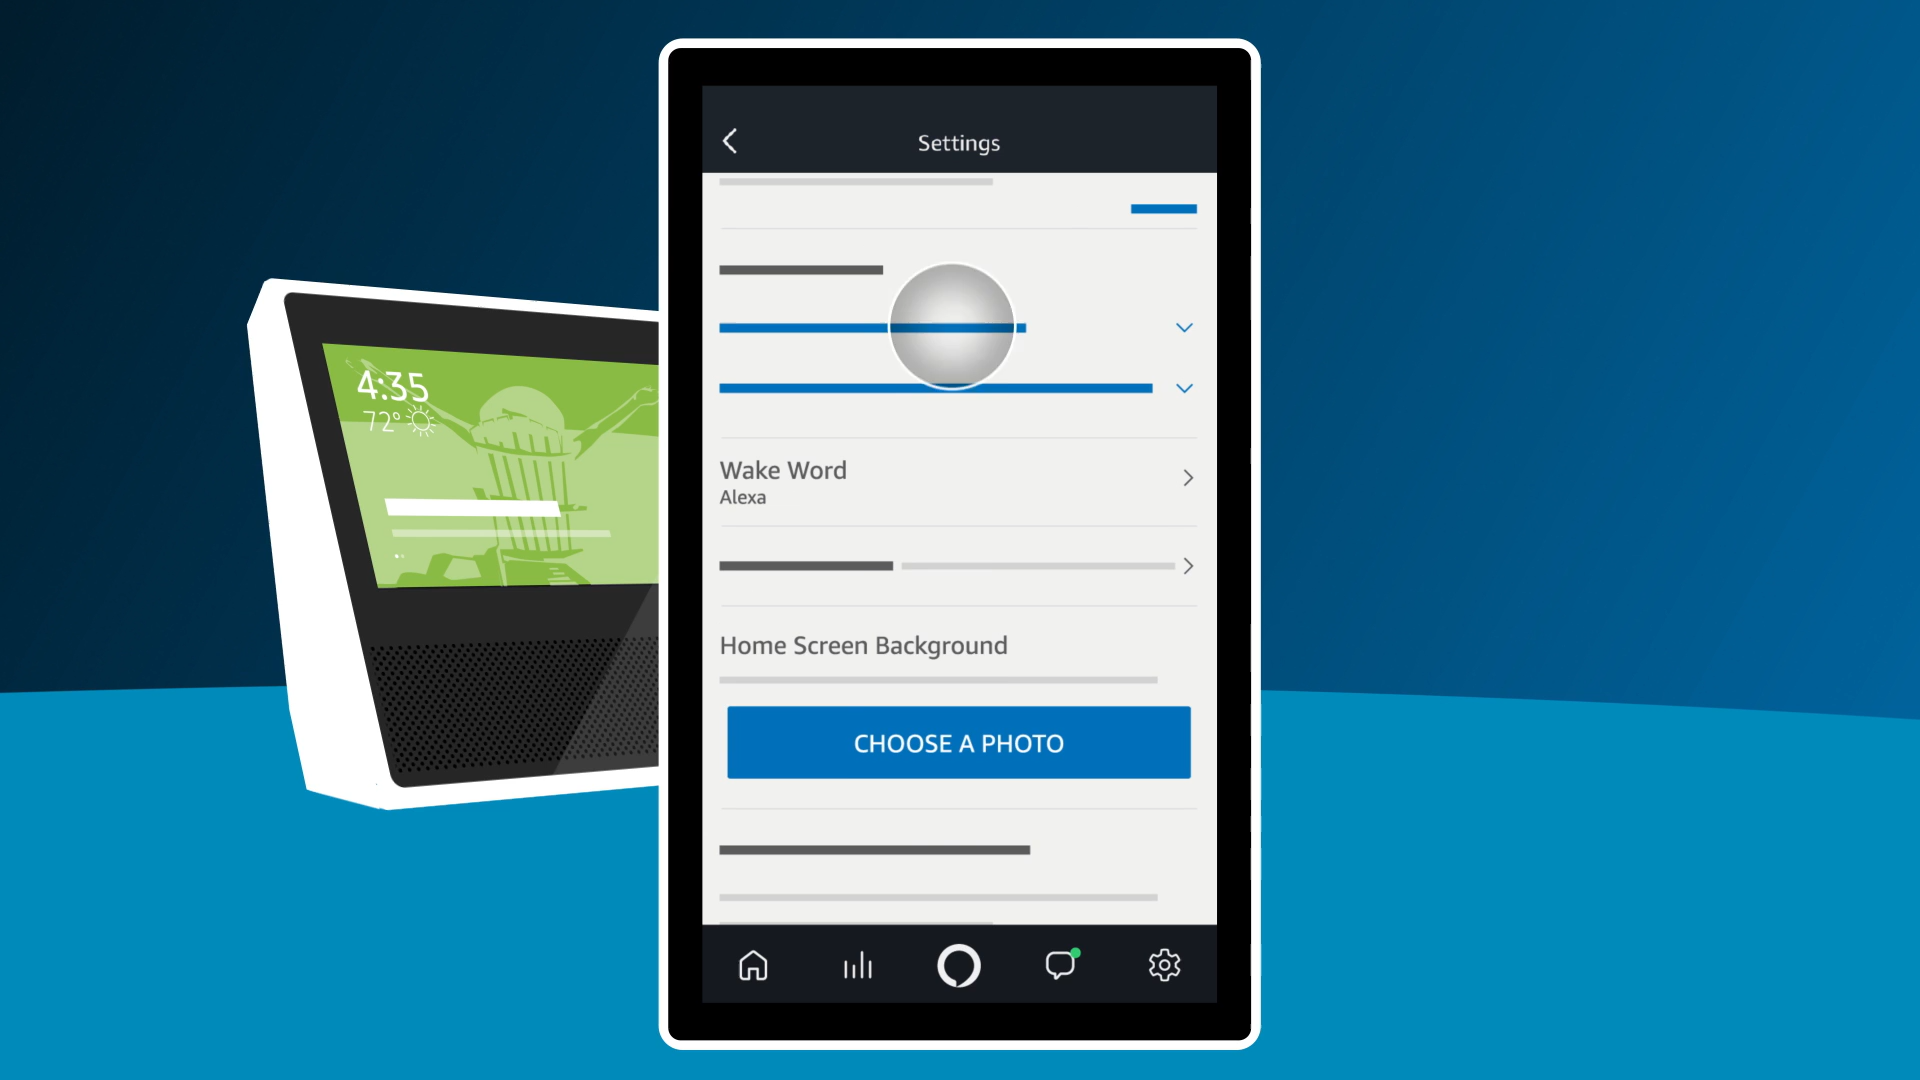 Settings
4:35
72°
Wake Word
Alexa
Home Screen Background
CHOOSE A PHOTO